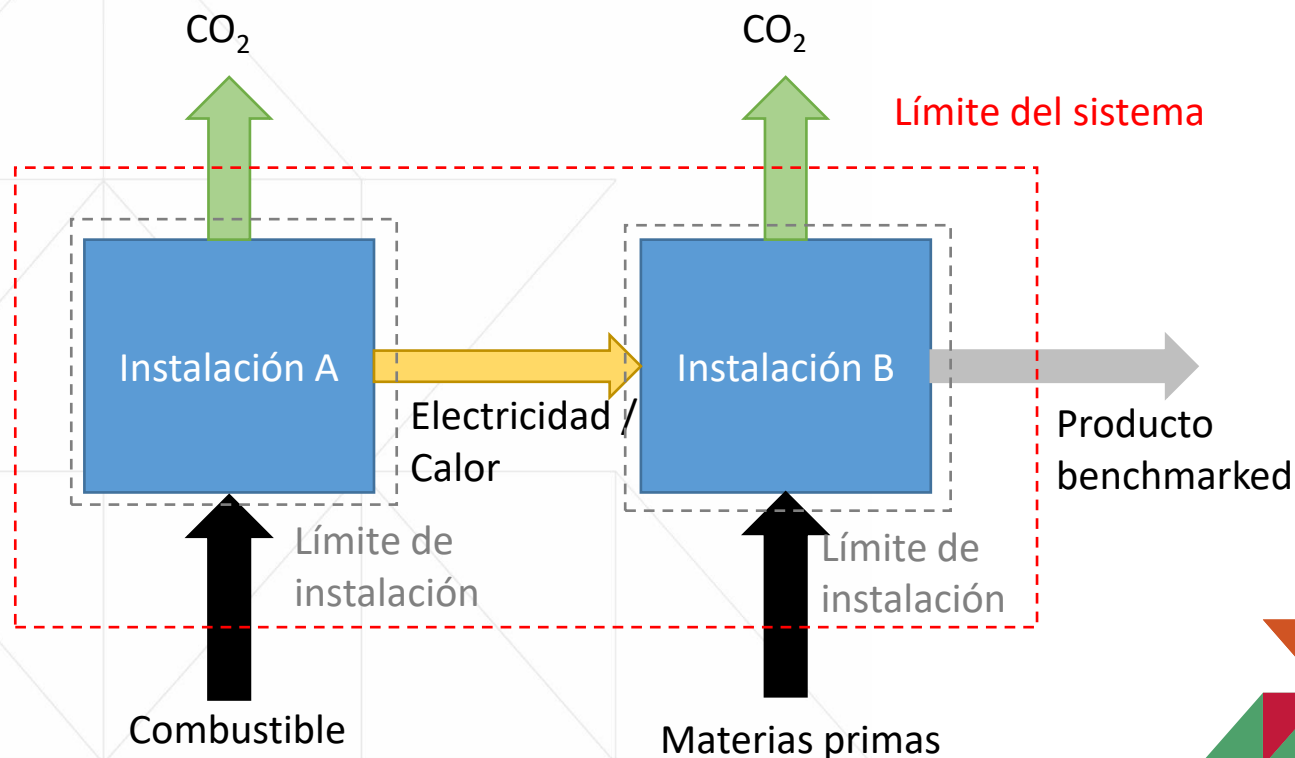 CO₂
CO₂
Límite del sistema
Instalación A
Instalación B
Electricidad /
Calor
Producto
benchmarked
Límite de
instalación
Límite de
instalación
Combustible
Materias primas